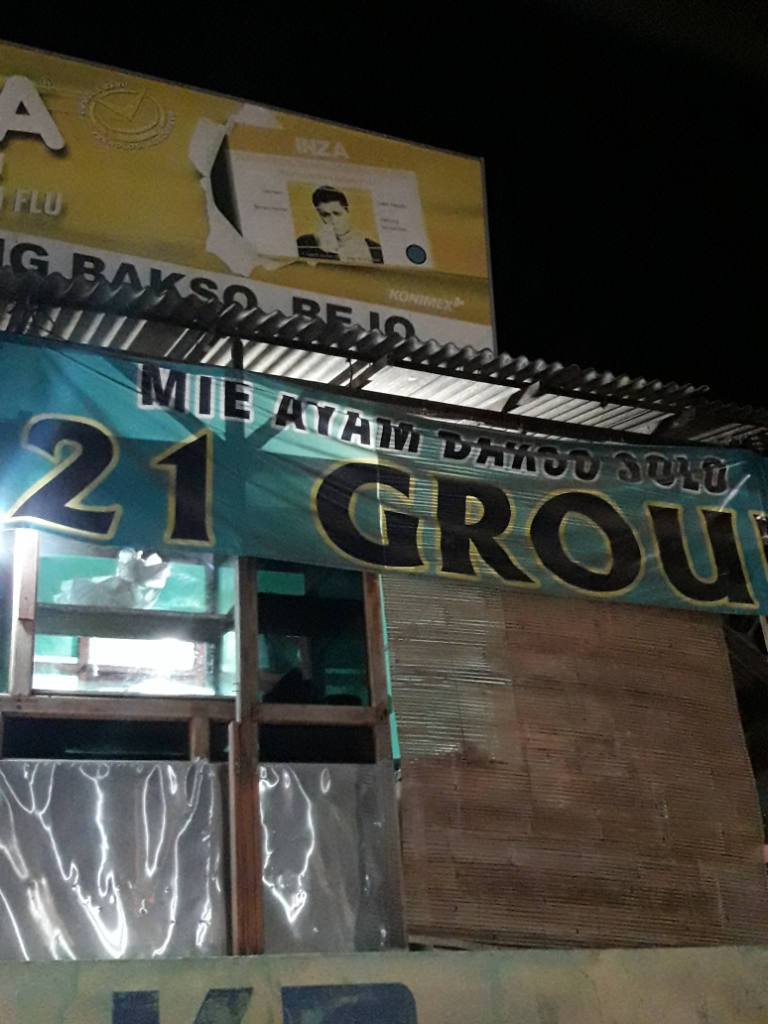 A
FLU
INZA
G BAKSO BEJO
KONIMEX
MIE AYAM BAKSO SOLO
21 GROU